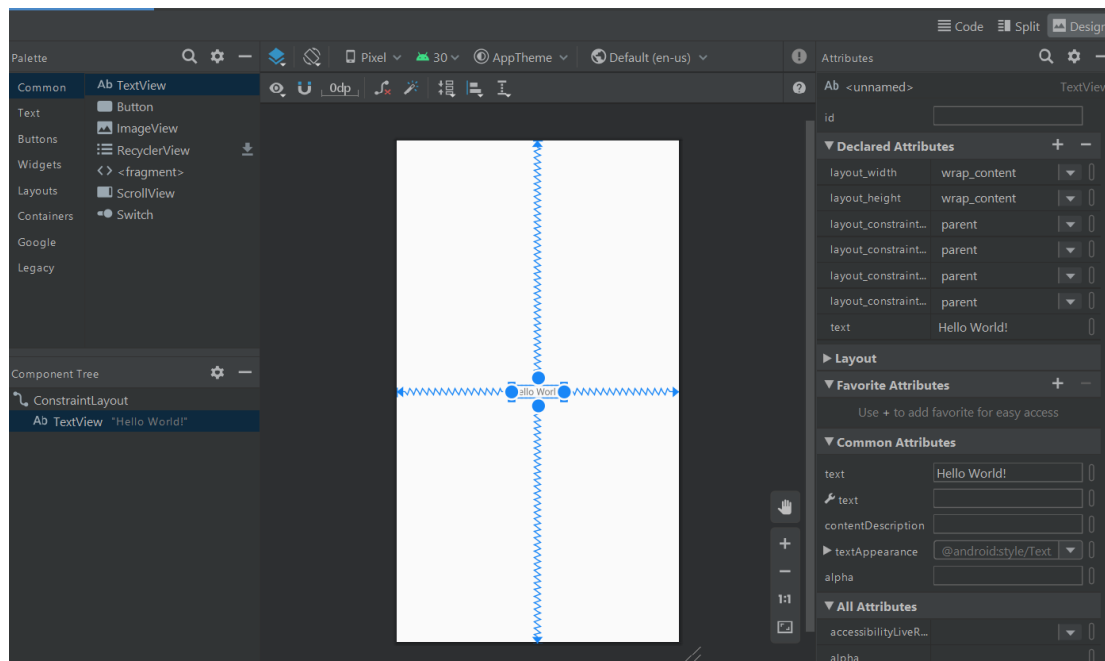 Code Split Design
Palette
Pixel 30 AppTheme Default (en-us)
Attributes
Common
Text
Buttons
Widgets
Layouts
Containers
Google
Legacy
Ab TextView
Button
ImageView
RecyclerView
<> <fragment>
ScrollView
Switch
0dp
Ab <unnamed> TextView
id
Declared Attributes
layout_width wrap_content
layout_height wrap_content
layout_constraint... parent
layout_constraint... parent
layout_constraint... parent
layout_constraint... parent
text Hello World!
Layout
Favorite Attributes
Use + to add favorite for easy access
Common Attributes
text Hello World!
text
contentDescription
textAppearance @android:style/Text
alpha
All Attributes
accessibilityLiveR...
alpha
Component Tree
ConstraintLayout
Ab TextView "Hello World!"
ello Worl
1:1